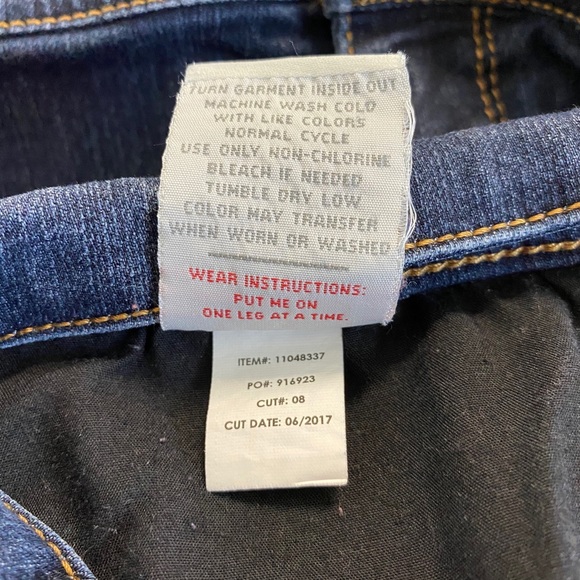 TURN GARMENT INSIDE OUT
MACHINE WASH COLD
WITH LIKE COLORS
NORMAL CYCLE
USE ONLY NON-CHLORINE
BLEACH IF NEEDED
TUMBLE DRY LOW
COLOR MAY TRANSFER
WHEN WORN OR WASHED
WEAR INSTRUCTIONS:
PUT ME ON
ONE LEG AT A TIME.
ITEM#: 11048337
PO#: 916923
CUT#: 08
CUT DATE: 06/2017